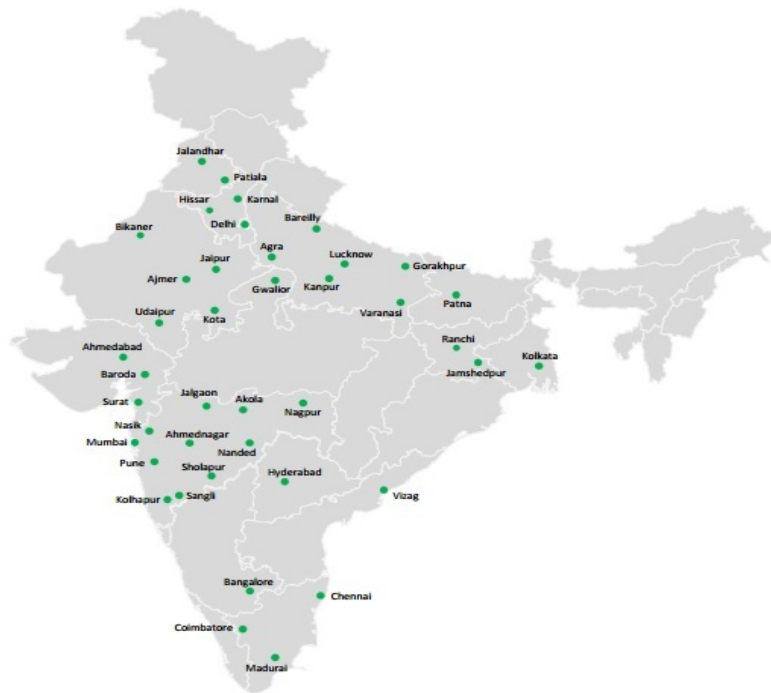 Jalandhar
Patiala
Hissar
Karnal
Delhi
Bareilly
Bikaner
Agra
Lucknow
Gorakhpur
Jaipur
Ajmer
Gwalior
Kanpur
Varanasi
Patna
Udaipur
Kota
Ahmedabad
Ranchi
Kolkata
Baroda
Jamshedpur
Jalgaon
Akola
Surat
Nagpur
Nasik
Mumbai
Ahmednagar
Nanded
Pune
Sholapur
Hyderabad
Kolhapur
Sangli
Vizag
Bangalore
Chennai
Coimbatore
Madurai